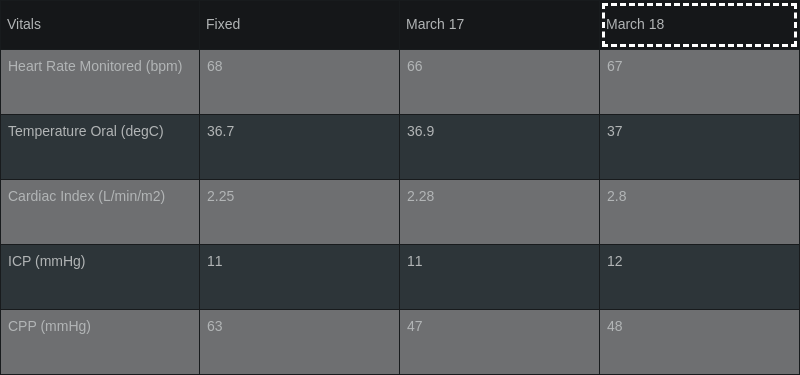 Vitals Fixed March 17 March 18
Heart Rate Monitored (bpm) 68 66 67
Temperature Oral (degC) 36.7 36.9 37
Cardiac Index (L/min/m2) 2.25 2.28 2.8
ICP (mmHg) 11 11 12
CPP (mmHg) 63 47 48